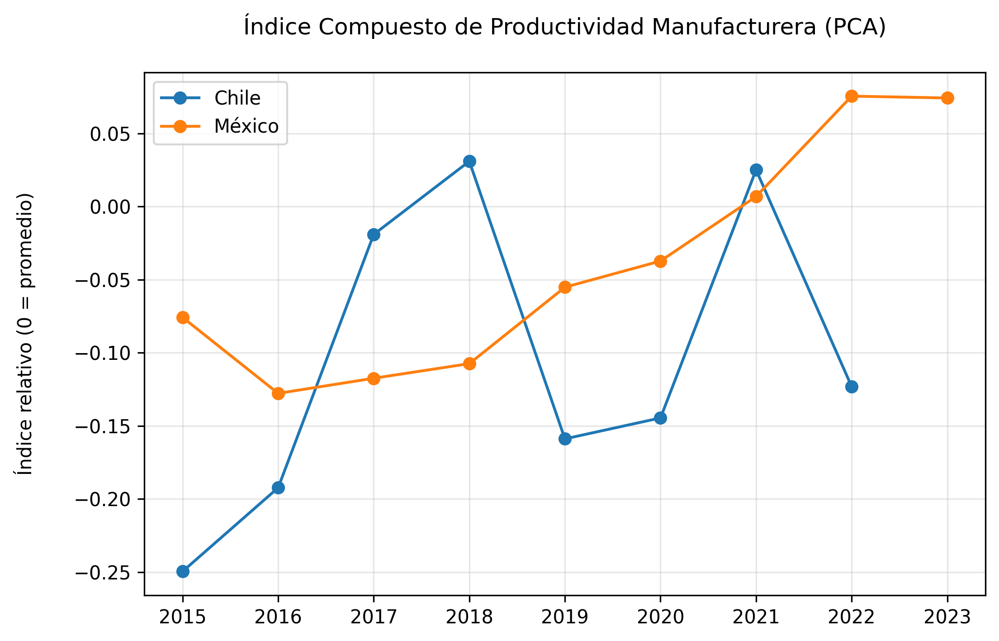 Índice Compuesto de Productividad Manufacturera (PCA)
Chile
México
Índice relativo (0 = promedio)
0.05
0.00
−0.05
−0.10
−0.15
−0.20
−0.25
2015 2016 2017 2018 2019 2020 2021 2022 2023